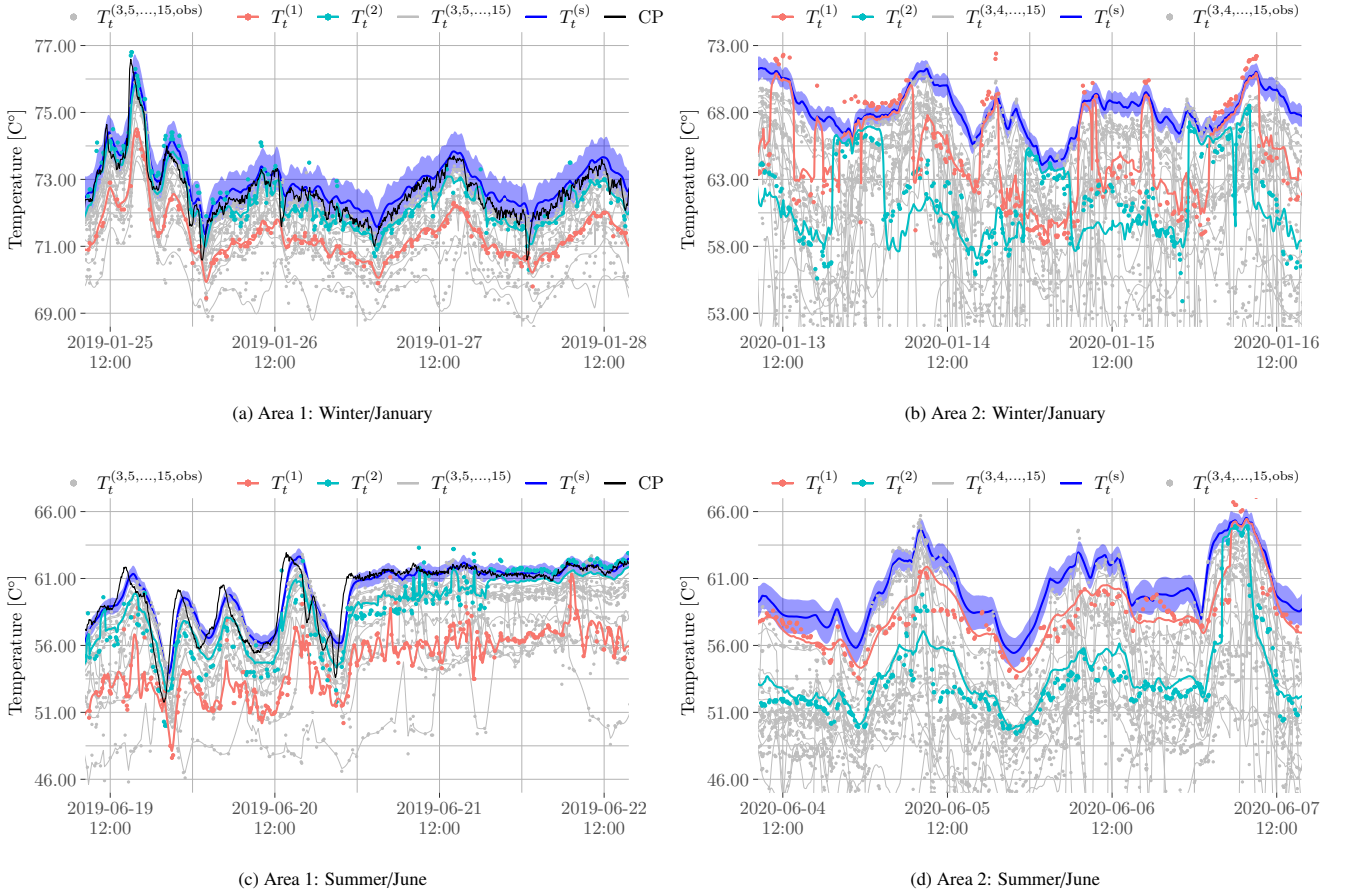 T_t^(3,5,...,15,obs) T_t^(1) T_t^(2) T_t^(3,5,...,15) T_t^(s) CP
77.00
75.00
73.00
71.00
69.00
Temperature [C°]
2019-01-25 12:00 2019-01-26 12:00 2019-01-27 12:00 2019-01-28 12:00
(a) Area 1: Winter/January
T_t^(1) T_t^(2) T_t^(3,4,...,15) T_t^(s) T_t^(3,4,...,15,obs)
73.00
68.00
63.00
58.00
53.00
Temperature [C°]
2020-01-13 12:00 2020-01-14 12:00 2020-01-15 12:00 2020-01-16 12:00
(b) Area 2: Winter/January
T_t^(3,5,...,15,obs) T_t^(1) T_t^(2) T_t^(3,5,...,15) T_t^(s) CP
66.00
61.00
56.00
51.00
46.00
Temperature [C°]
2019-06-19 12:00 2019-06-20 12:00 2019-06-21 12:00 2019-06-22 12:00
(c) Area 1: Summer/June
T_t^(1) T_t^(2) T_t^(3,4,...,15) T_t^(s) T_t^(3,4,...,15,obs)
66.00
61.00
56.00
51.00
46.00
Temperature [C°]
2020-06-04 12:00 2020-06-05 12:00 2020-06-06 12:00 2020-06-07 12:00
(d) Area 2: Summer/June